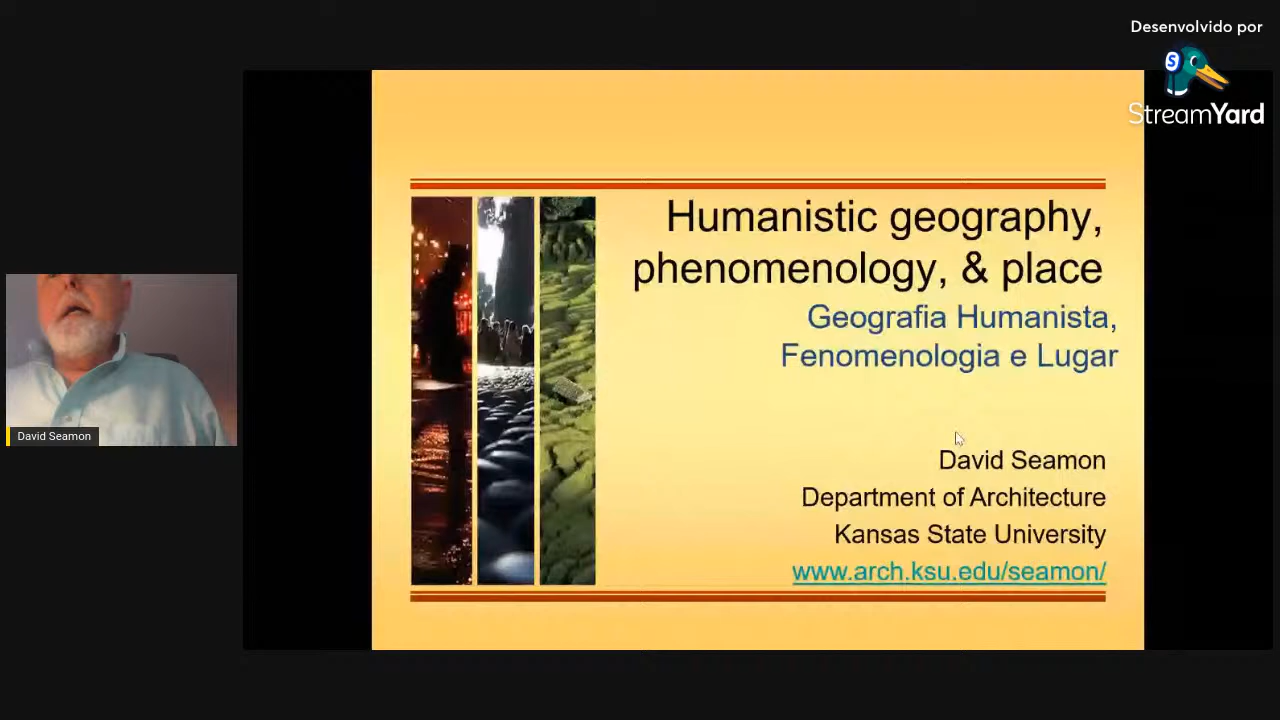 Desenvolvido por
StreamYard
Humanistic geography,
phenomenology, & place
Geografia Humanista,
Fenomenologia e Lugar
David Seamon
Department of Architecture
Kansas State University
www.arch.ksu.edu/seamon/
David Seamon